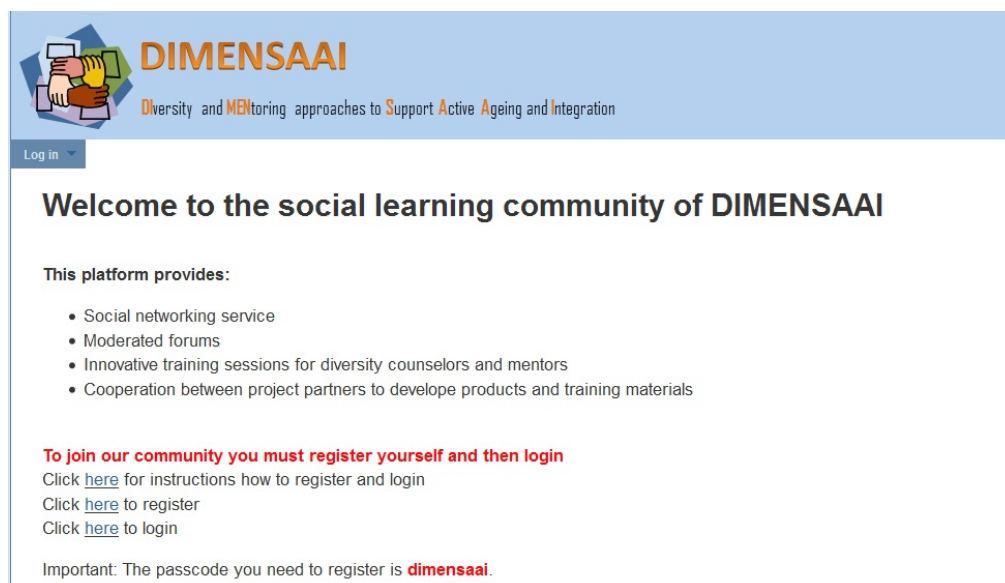 DIMENSAAI
DIversity and MENtoring approaches to Support Active Ageing and Integration
Log in
Welcome to the social learning community of DIMENSAAI
This platform provides:
• Social networking service
• Moderated forums
• Innovative training sessions for diversity counselors and mentors
• Cooperation between project partners to develope products and training materials
To join our community you must register yourself and then login
Click here for instructions how to register and login
Click here to register
Click here to login
Important: The passcode you need to register is dimensaai.